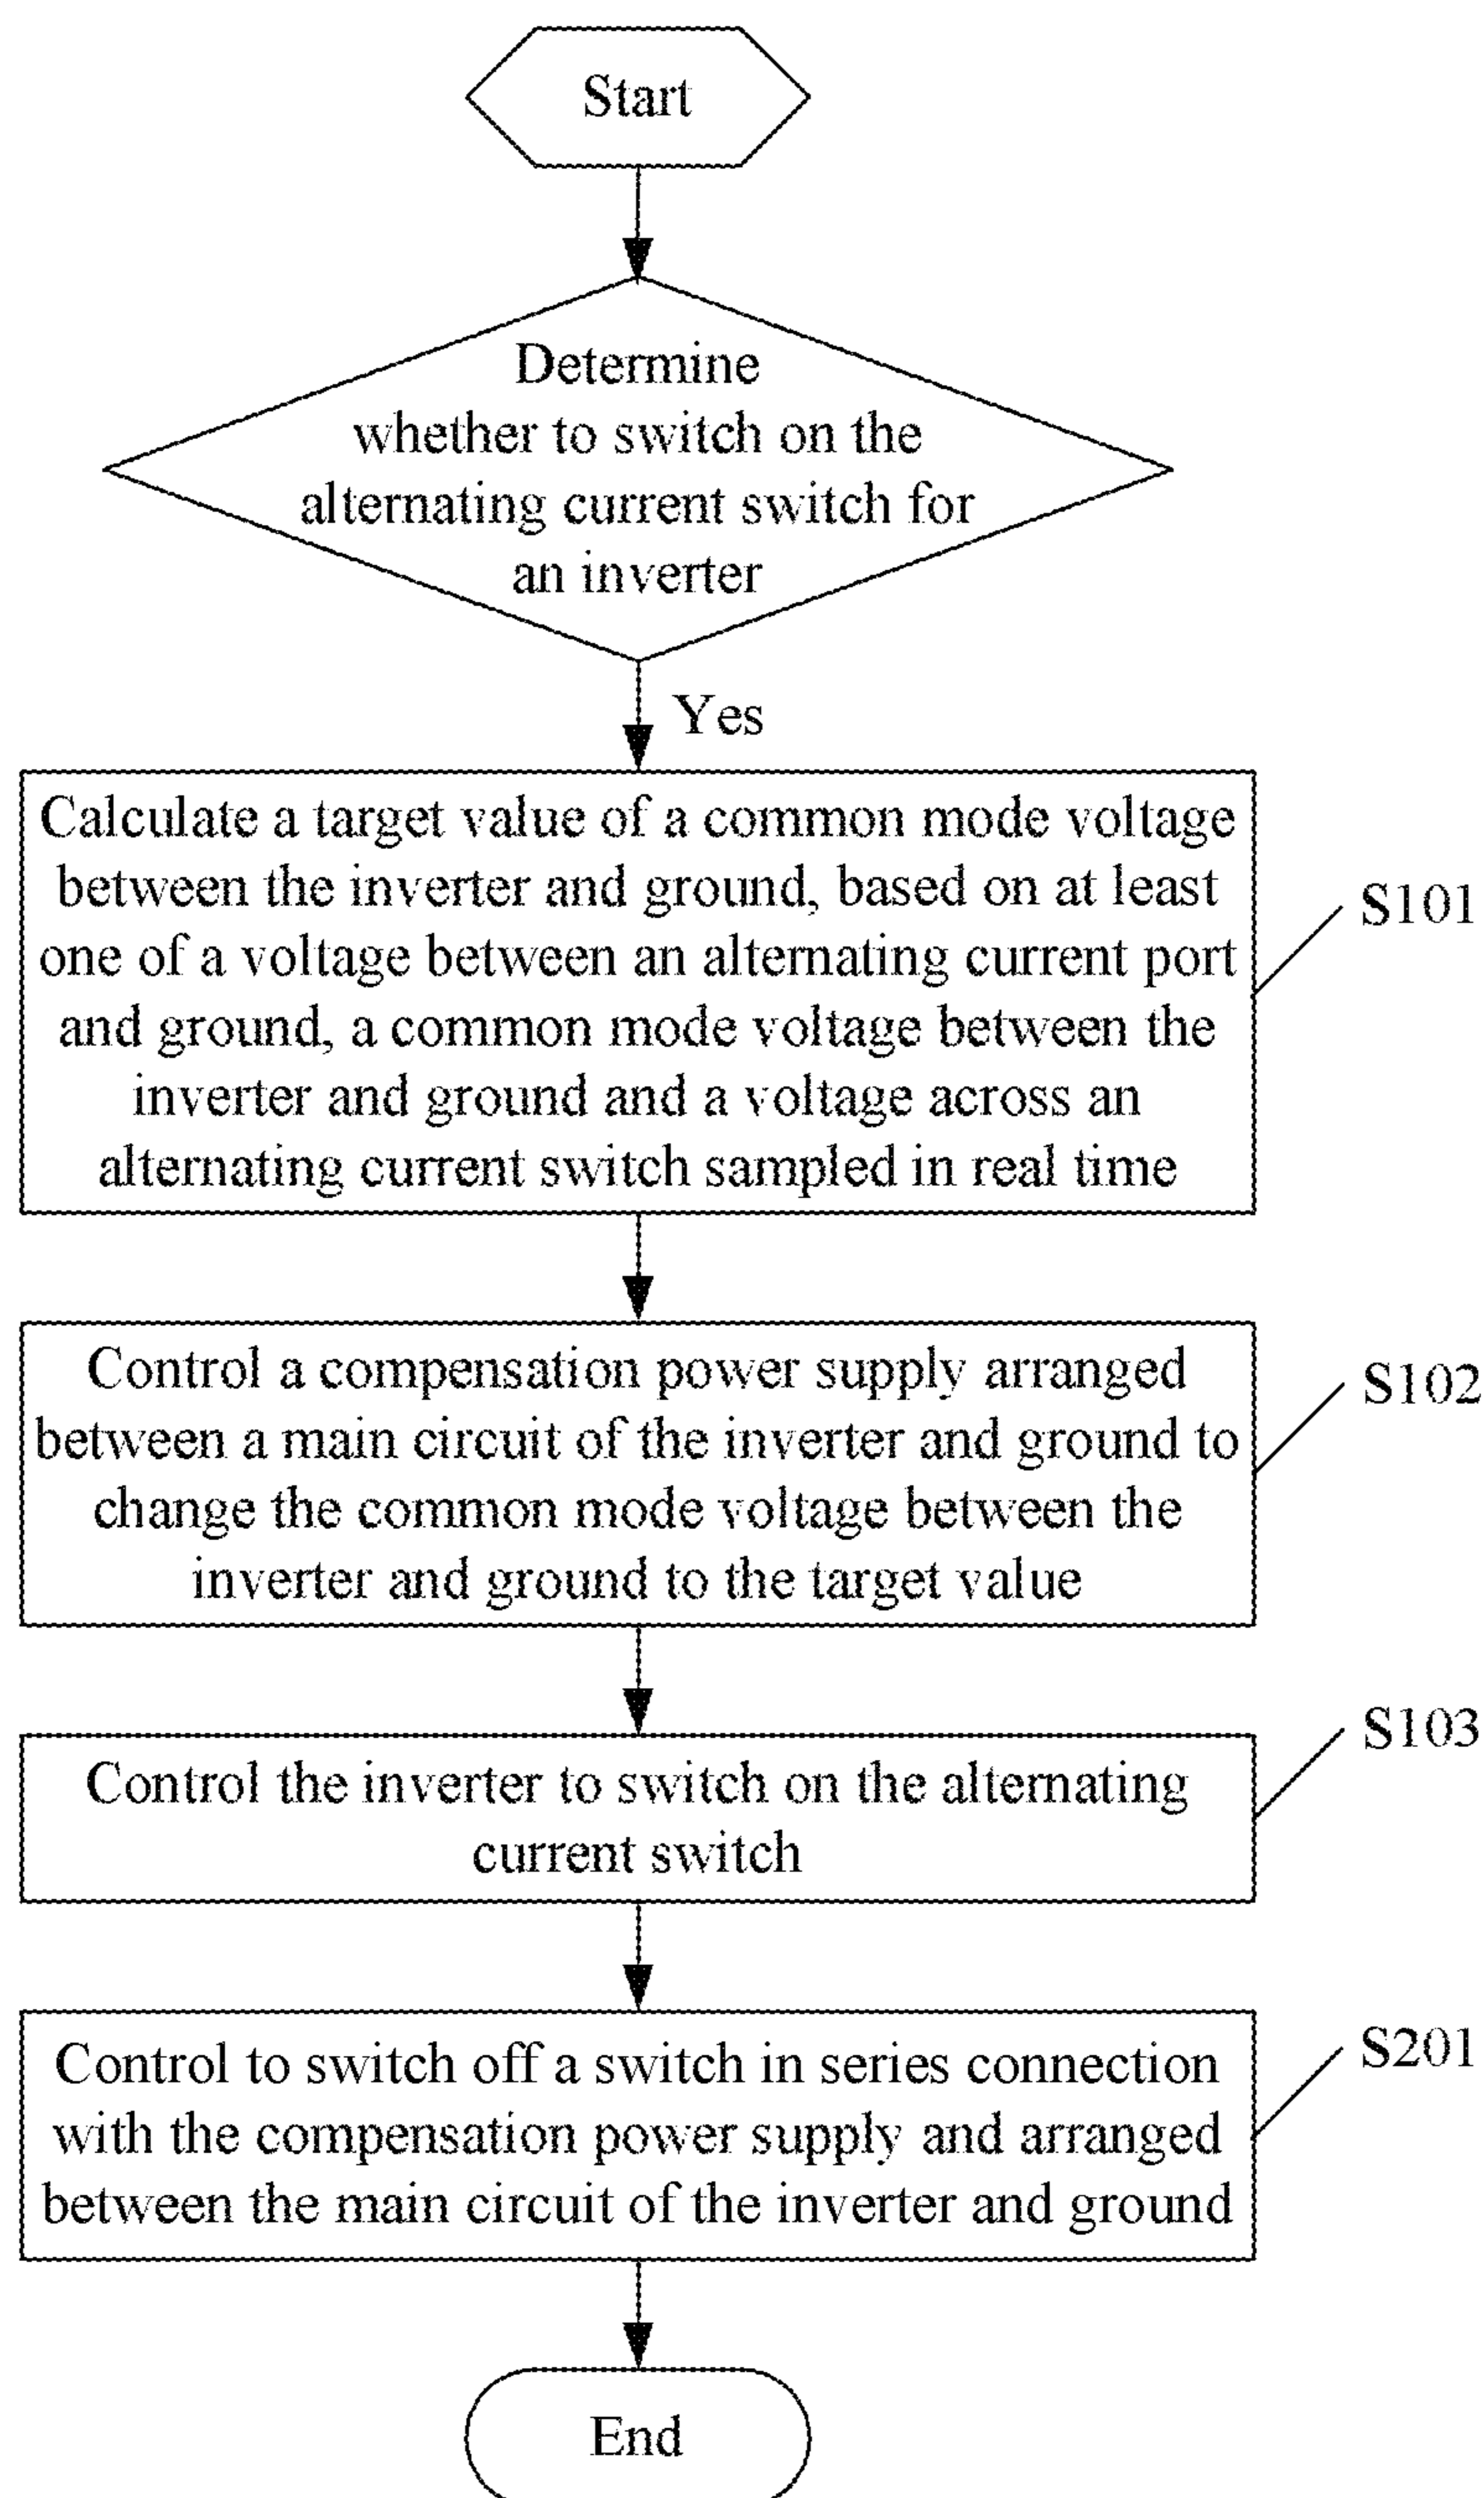 Start
Determine
whether to switch on the
alternating current switch for
an inverter
Yes
Calculate a target value of a common mode voltage
between the inverter and ground, based on at least
one of a voltage between an alternating current port
and ground, a common mode voltage between the
inverter and ground and a voltage across an
alternating current switch sampled in real time
S101
Control a compensation power supply arranged
between a main circuit of the inverter and ground to
change the common mode voltage between the
inverter and ground to the target value
S102
Control the inverter to switch on the alternating
current switch
S103
Control to switch off a switch in series connection
with the compensation power supply and arranged
between the main circuit of the inverter and ground
S201
End